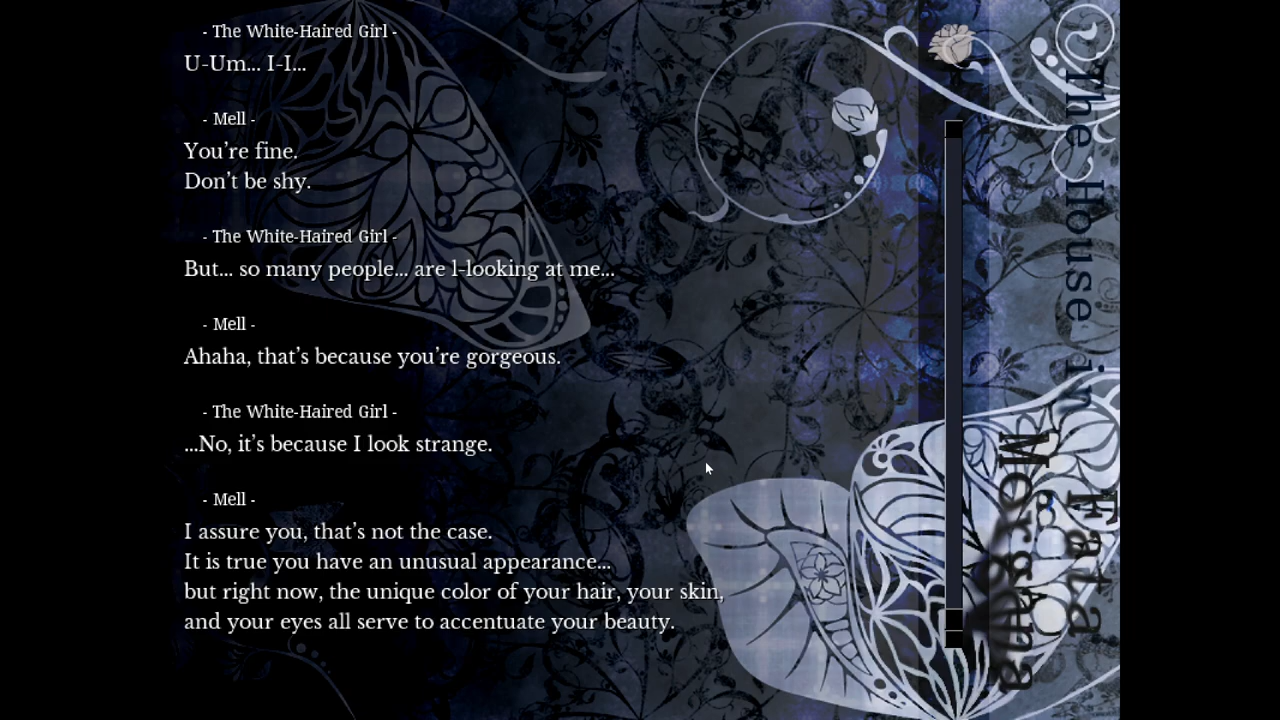 - The White-Haired Girl -
U-Um... I-I...
- Mell -
You're fine.
Don't be shy.
- The White-Haired Girl -
But... so many people... are l-looking at me...
- Mell -
Ahaha, that's because you're gorgeous.
- The White-Haired Girl -
...No, it's because I look strange.
- Mell -
I assure you, that's not the case.
It is true you have an unusual appearance...
but right now, the unique color of your hair, your skin,
and your eyes all serve to accentuate your beauty.
The House in
Fata
Morgana